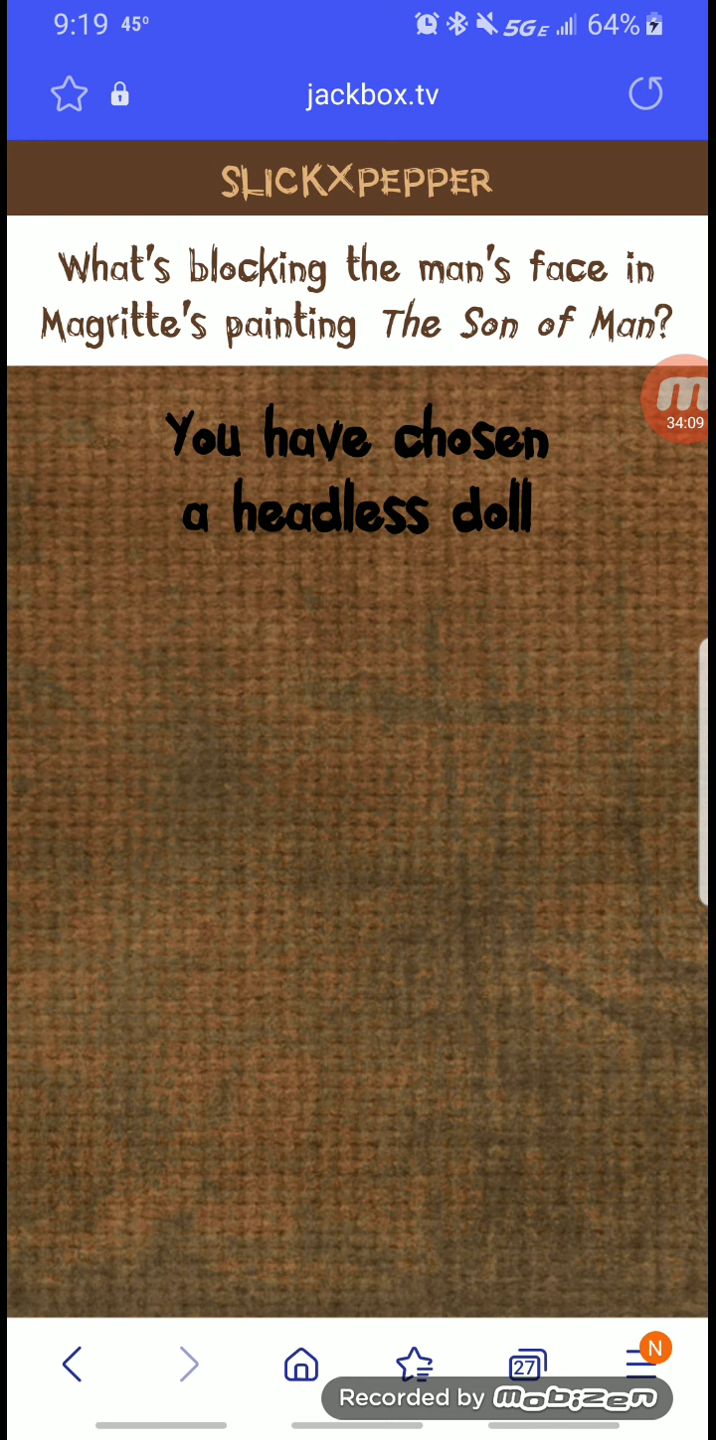 9:19 45° 5GE 64%
jackbox.tv
SLICKXPEPPER
What's blocking the man's face in
Magritte's painting The Son of Man?
34:09
You have chosen
a headless doll
N
27
Recorded by mobizen